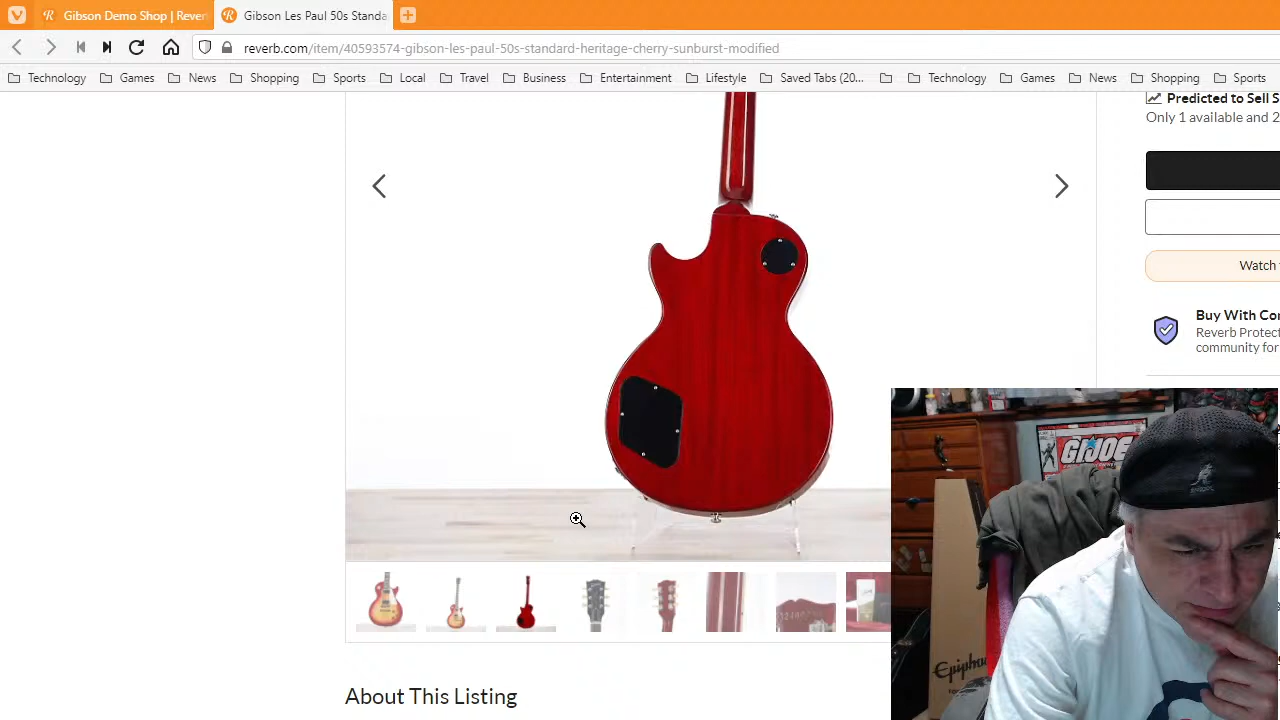 Gibson Demo Shop | Rever
Gibson Les Paul 50s Standa
reverb.com/item/40593574-gibson-les-paul-50s-standard-heritage-cherry-sunburst-modified
Technology Games News Shopping Sports Local Travel Business Entertainment Lifestyle Saved Tabs (20... Technology Games News Shopping Sports
Predicted to Sell S
Only 1 available and 2
Watch
Buy With Con
Reverb Protect
community for
GI JOE
KANGOL
Epiphone
About This Listing